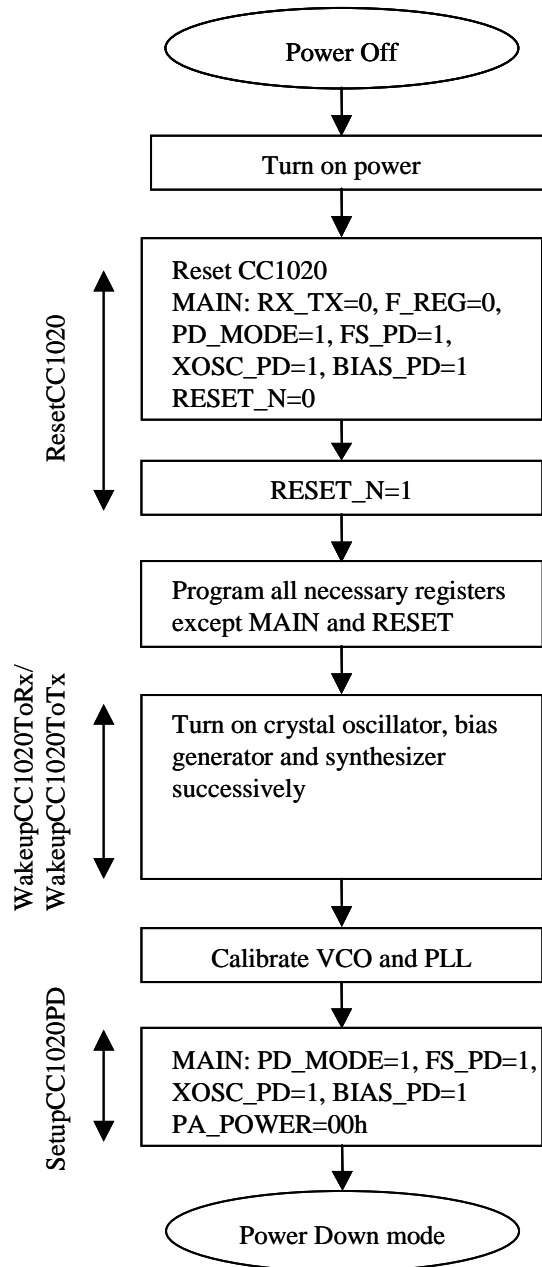 Power Off
Turn on power
ResetCC1020
Reset CC1020
MAIN: RX_TX=0, F_REG=0,
PD_MODE=1, FS_PD=1,
XOSC_PD=1, BIAS_PD=1
RESET_N=0
RESET_N=1
Program all necessary registers
except MAIN and RESET
WakeupCC1020ToRx/
WakeupCC1020ToTx
Turn on crystal oscillator, bias
generator and synthesizer
successively
Calibrate VCO and PLL
SetupCC1020PD
MAIN: PD_MODE=1, FS_PD=1,
XOSC_PD=1, BIAS_PD=1
PA_POWER=00h
Power Down mode